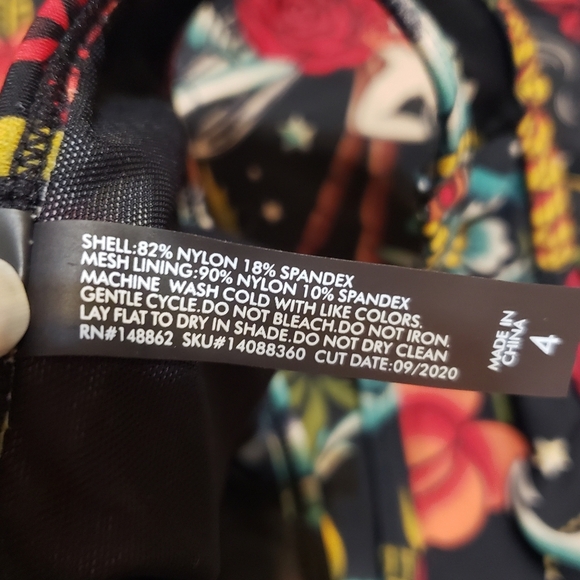 SHELL:82% NYLON 18% SPANDEX
MESH LINING:90% NYLON 10% SPANDEX
MACHINE WASH COLD WITH LIKE COLORS.
GENTLE CYCLE.DO NOT BLEACH.DO NOT IRON.
LAY FLAT TO DRY IN SHADE.DO NOT DRY CLEAN
RN#148862 SKU#14088360 CUT DATE:09/2020
MADE IN
CHINA
4